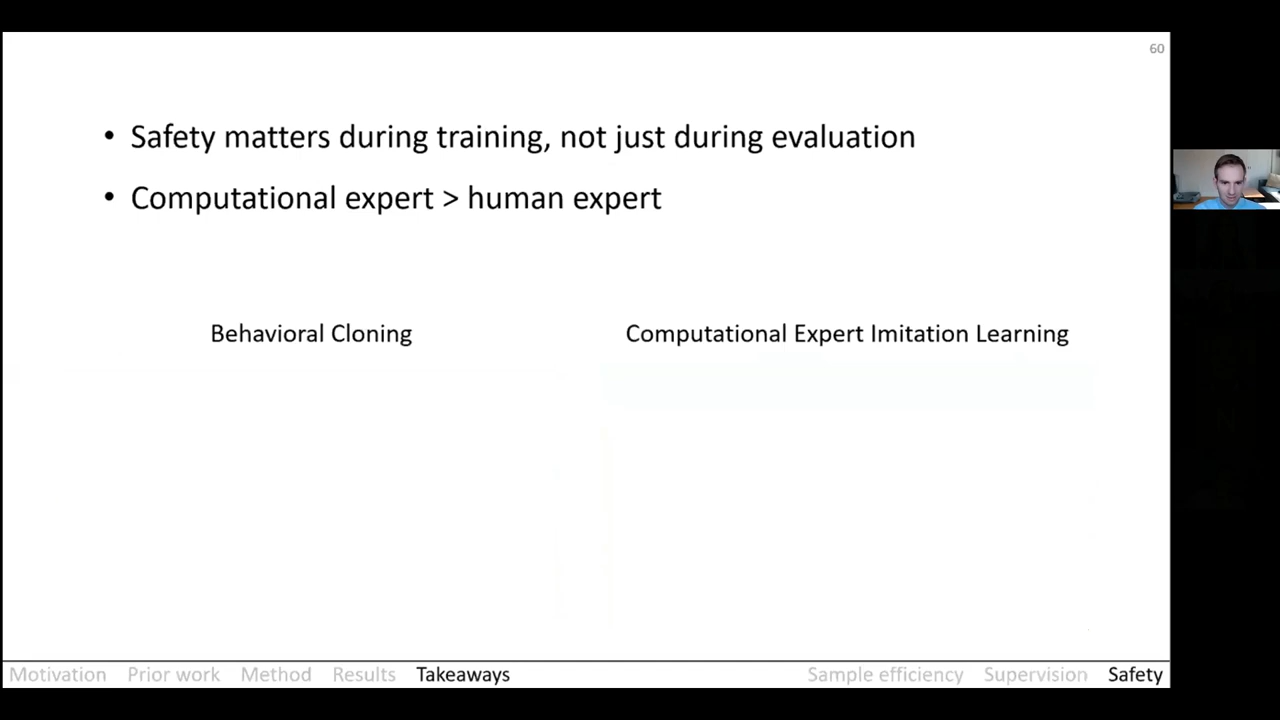 60
• Safety matters during training, not just during evaluation
• Computational expert > human expert
Behavioral Cloning
Computational Expert Imitation Learning
Motivation Prior work Method Results Takeaways Sample efficiency Supervision Safety